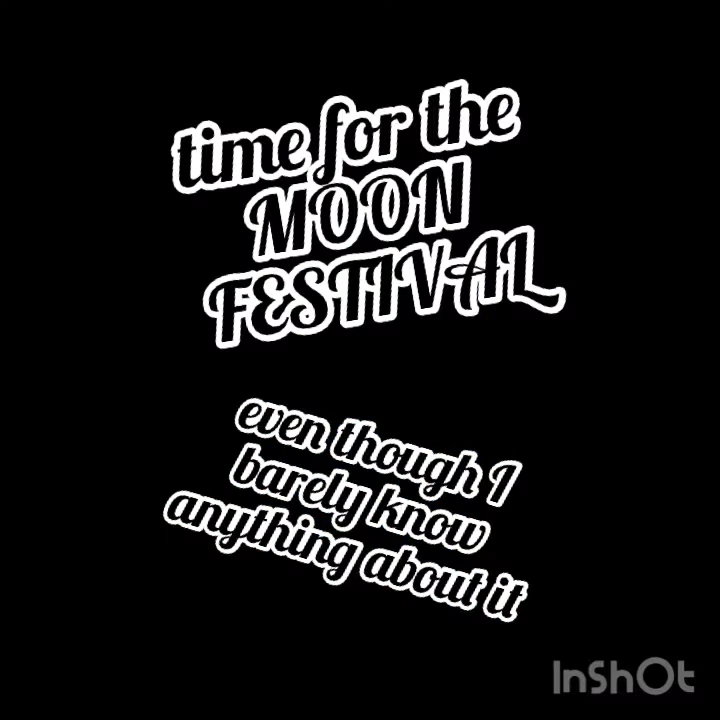 time for the
MOON
FESTIVAL
even though I
barely know
anything about it
InShOt